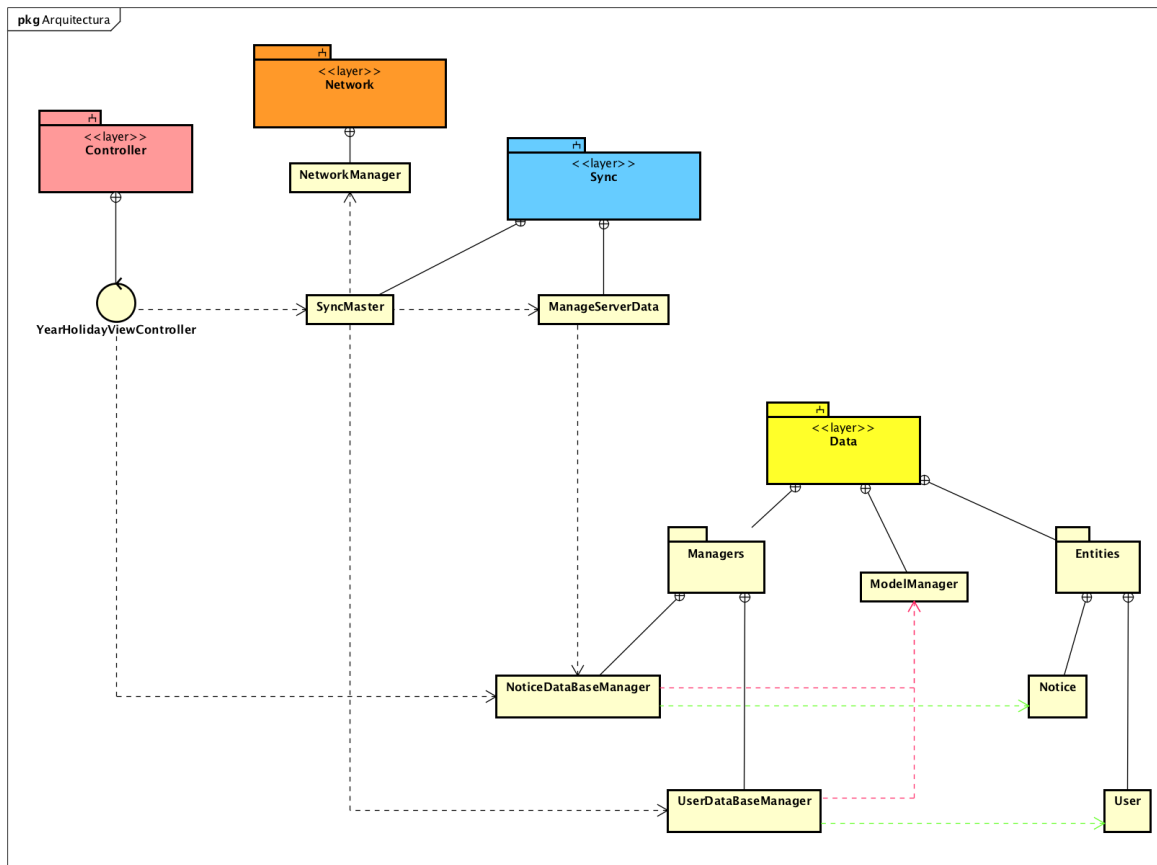 pkg Arquitectura
<<layer>>
Network
<<layer>>
Controller
NetworkManager
<<layer>>
Sync
SyncMaster
ManageServerData
YearHolidayViewController
<<layer>>
Data
Managers
Entities
ModelManager
NoticeDataBaseManager
Notice
UserDataBaseManager
User